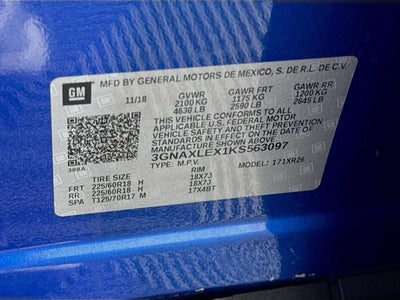 GM
MFD BY GENERAL MOTORS DE MEXICO, S. DE R.L. DE C.V.
11/18 GVWR GAWR FRT GAWR RR
2100 KG 1175 KG 1200 KG
4630 LB 2590 LB 2645 LB
THIS VEHICLE CONFORMS TO ALL
APPLICABLE U.S. FEDERAL MOTOR
VEHICLE SAFETY AND THEFT PREVENTION
STANDARDS IN EFFECT ON THE DATE OF
MANUFACTURE SHOWN ABOVE.
3GNAXLEX1KS563097
TYPE: M.P.V. MODEL: 1XR26
388A
TIRE SIZE RIM
FRT 225/60R18 H 18X7J
RR 225/60R18 H 18X7J
SPA T125/70R17 M 17X4BT